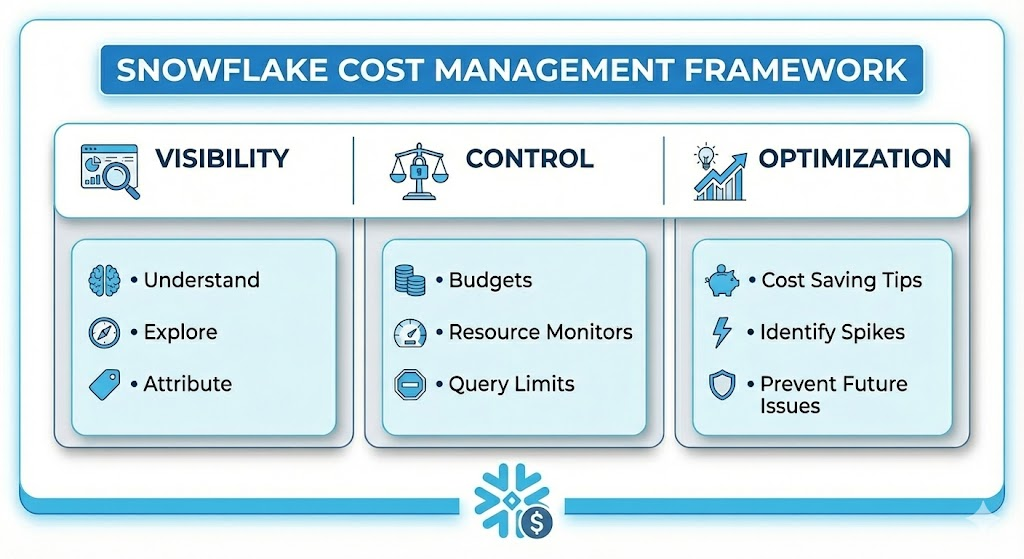 SNOWFLAKE COST MANAGEMENT FRAMEWORK
VISIBILITY
CONTROL
OPTIMIZATION
• Understand
• Explore
• Attribute
• Budgets
• Resource Monitors
• Query Limits
• Cost Saving Tips
• Identify Spikes
• Prevent Future
Issues
$